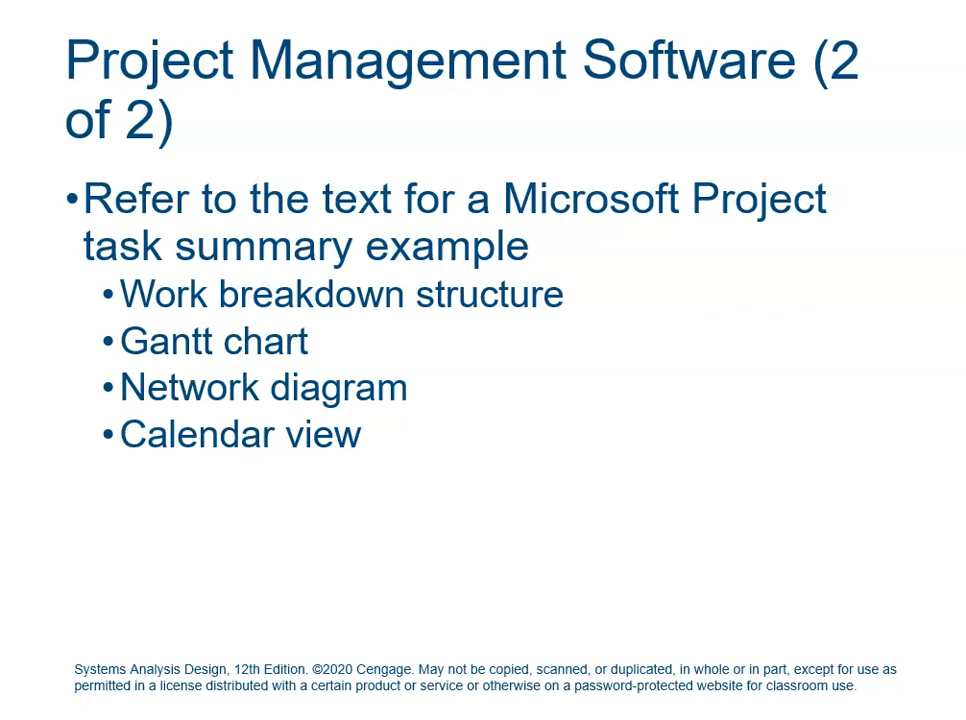 Project Management Software (2
of 2)
•Refer to the text for a Microsoft Project
task summary example
•Work breakdown structure
•Gantt chart
•Network diagram
•Calendar view
Systems Analysis Design, 12th Edition. ©2020 Cengage. May not be copied, scanned, or duplicated, in whole or in part, except for use as
permitted in a license distributed with a certain product or service or otherwise on a password-protected website for classroom use.